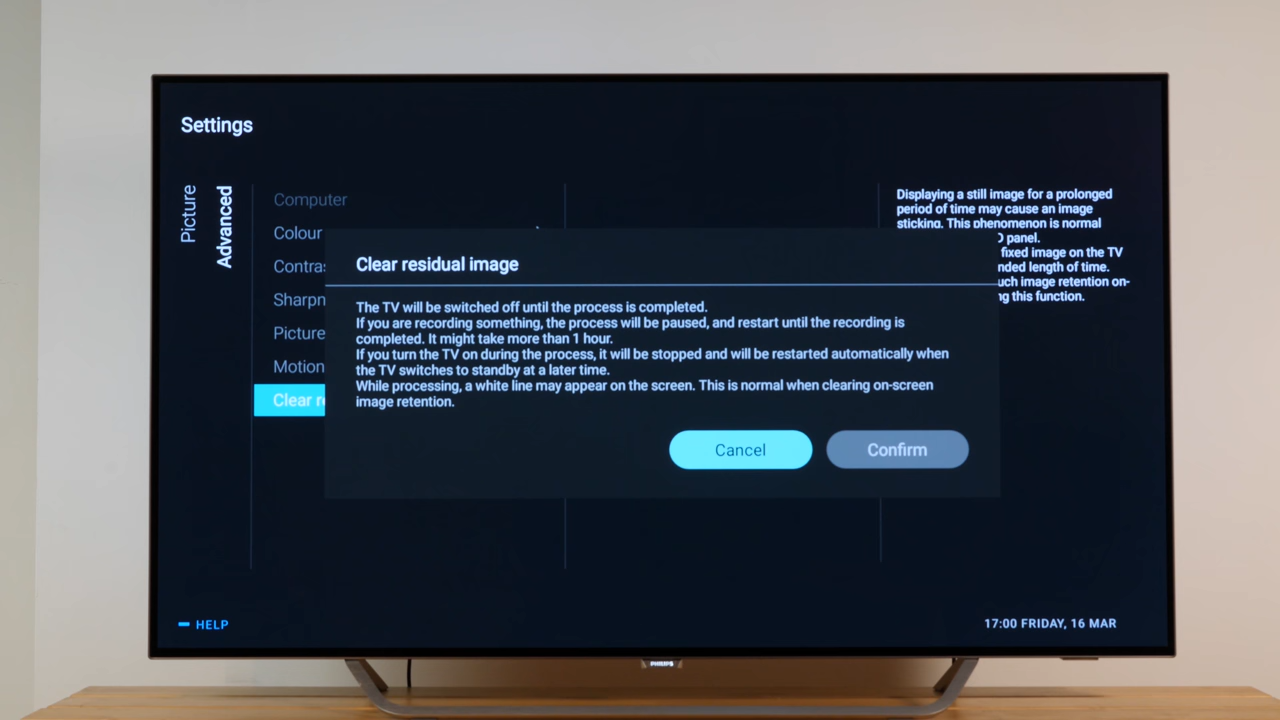 Settings
Picture
Advanced
Computer
Colour
Contras
Sharpn
Picture
Motion
Clear re
Displaying a still image for a prolonged
period of time may cause an image
sticking. This phenomenon is normal
panel.
fixed image on the TV
nded length of time.
uch image retention on-
ng this function.
Clear residual image
The TV will be switched off until the process is completed.
If you are recording something, the process will be paused, and restart until the recording is
completed. It might take more than 1 hour.
If you turn the TV on during the process, it will be stopped and will be restarted automatically when
the TV switches to standby at a later time.
While processing, a white line may appear on the screen. This is normal when clearing on-screen
image retention.
Cancel
Confirm
HELP
17:00 FRIDAY, 16 MAR
PHILIPS